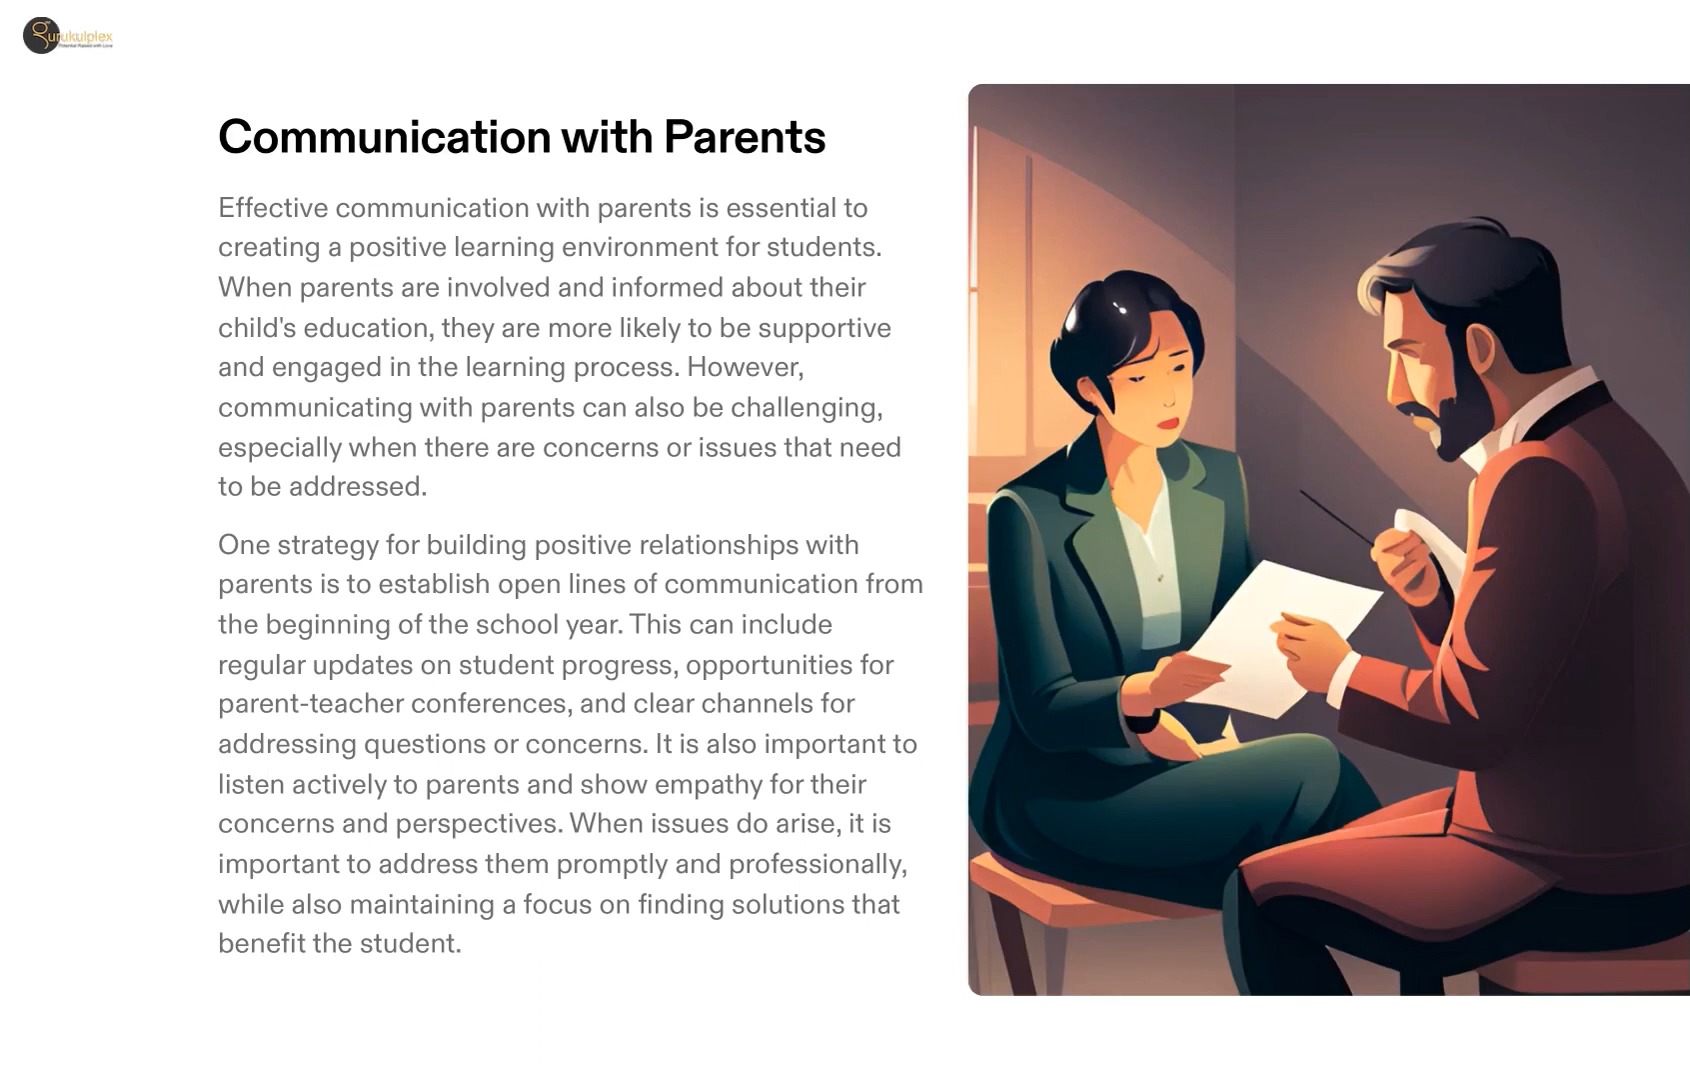 gurukulplex
Potential Raised with Love
Communication with Parents
Effective communication with parents is essential to
creating a positive learning environment for students.
When parents are involved and informed about their
child's education, they are more likely to be supportive
and engaged in the learning process. However,
communicating with parents can also be challenging,
especially when there are concerns or issues that need
to be addressed.
One strategy for building positive relationships with
parents is to establish open lines of communication from
the beginning of the school year. This can include
regular updates on student progress, opportunities for
parent-teacher conferences, and clear channels for
addressing questions or concerns. It is also important to
listen actively to parents and show empathy for their
concerns and perspectives. When issues do arise, it is
important to address them promptly and professionally,
while also maintaining a focus on finding solutions that
benefit the student.